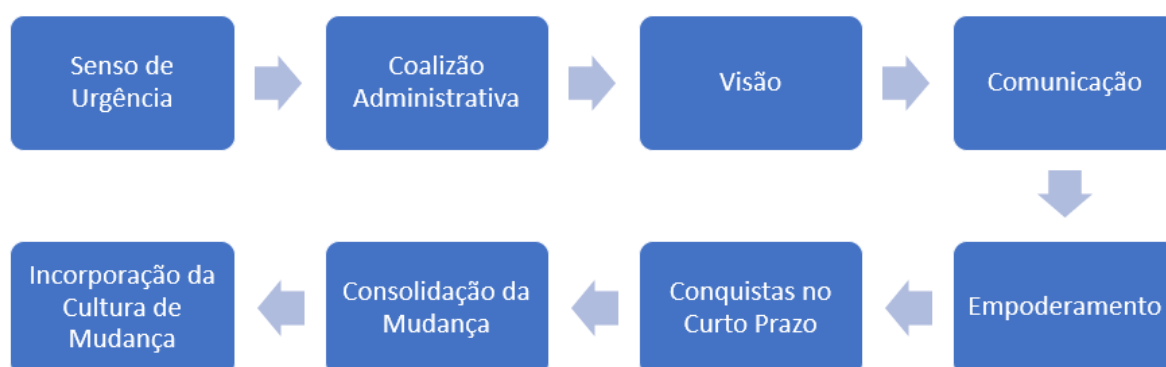 Senso de
Urgência
Coalizão
Administrativa
Visão
Comunicação
Empoderamento
Conquistas no
Curto Prazo
Consolidação da
Mudança
Incorporação da
Cultura de
Mudança